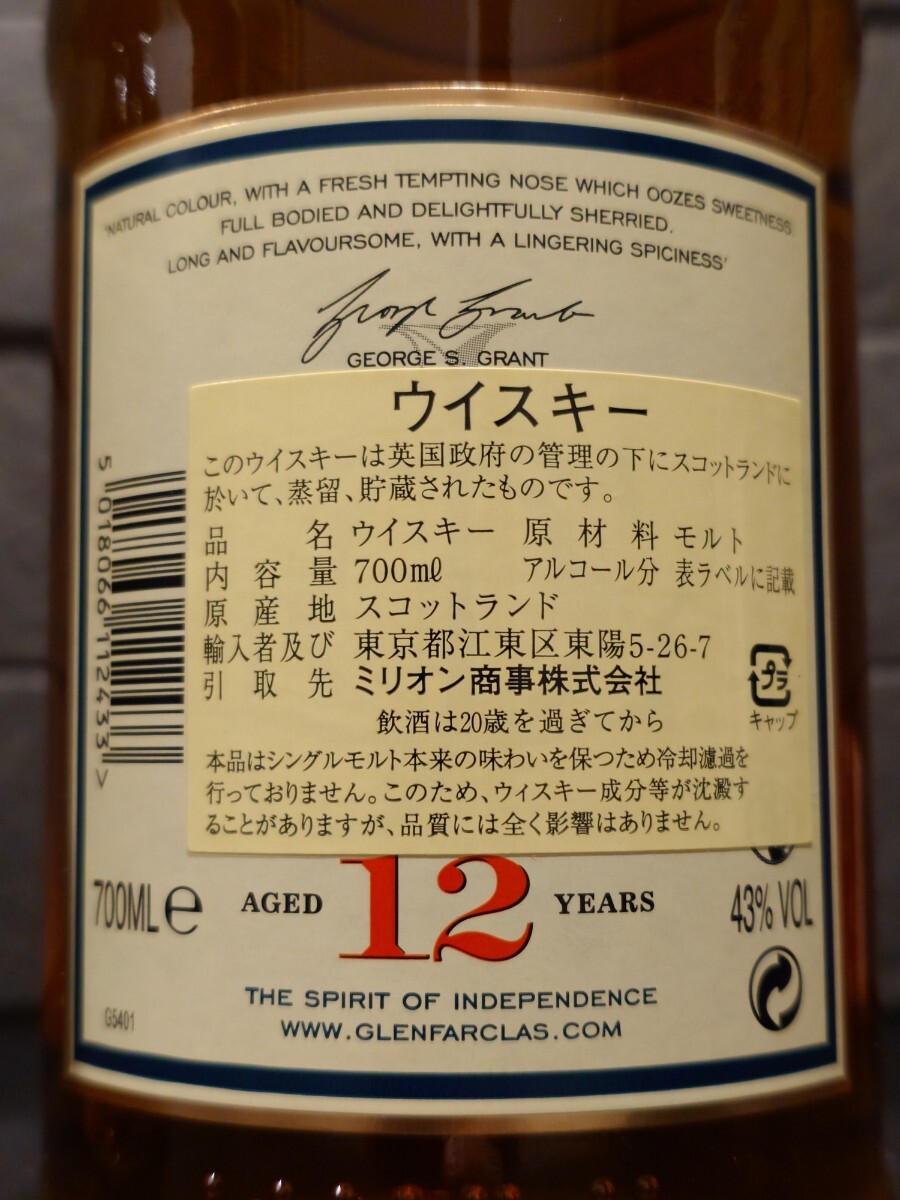 'NATURAL COLOUR, WITH A FRESH TEMPTING NOSE WHICH OOZES SWEETNESS.
FULL BODIED AND DELIGHTFULLY SHERRIED.
LONG AND FLAVOURSOME, WITH A LINGERING SPICINESS'
George S. Grant
GEORGE S. GRANT
ウイスキー
このウイスキーは英国政府の管理の下にスコットランドに
於いて、蒸留、貯蔵されたものです。
品名 ウイスキー 原材料 モルト
内容量 700mℓ アルコール分 表ラベルに記載
原産地 スコットランド
輸入者及び 東京都江東区東陽5-26-7
引取先 ミリオン商事株式会社
プラ
キャップ
飲酒は20歳を過ぎてから
本品はシングルモルト本来の味わいを保つため冷却濾過を
行っておりません。このため、ウィスキー成分等が沈澱す
ることがありますが、品質には全く影響はありません。
5 018066 112433 >
700ML e AGED 12 YEARS 43% VOL
THE SPIRIT OF INDEPENDENCE
WWW.GLENFARCLAS.COM
G5401